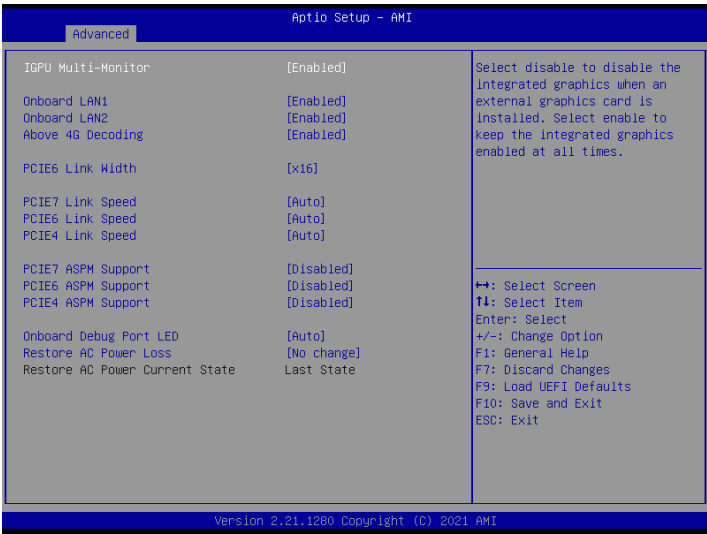 Aptio Setup – AMI
Advanced
IGPU Multi-Monitor [Enabled]
Onboard LAN1 [Enabled]
Onboard LAN2 [Enabled]
Above 4G Decoding [Enabled]
PCIE6 Link Width [x16]
PCIE7 Link Speed [Auto]
PCIE6 Link Speed [Auto]
PCIE4 Link Speed [Auto]
PCIE7 ASPM Support [Disabled]
PCIE6 ASPM Support [Disabled]
PCIE4 ASPM Support [Disabled]
Onboard Debug Port LED [Auto]
Restore AC Power Loss [No change]
Restore AC Power Current State Last State
Select disable to disable the
integrated graphics when an
external graphics card is
installed. Select enable to
keep the integrated graphics
enabled at all times.
↔: Select Screen
↑↓: Select Item
Enter: Select
+/-: Change Option
F1: General Help
F7: Discard Changes
F9: Load UEFI Defaults
F10: Save and Exit
ESC: Exit
Version 2.21.1280 Copyright (C) 2021 AMI